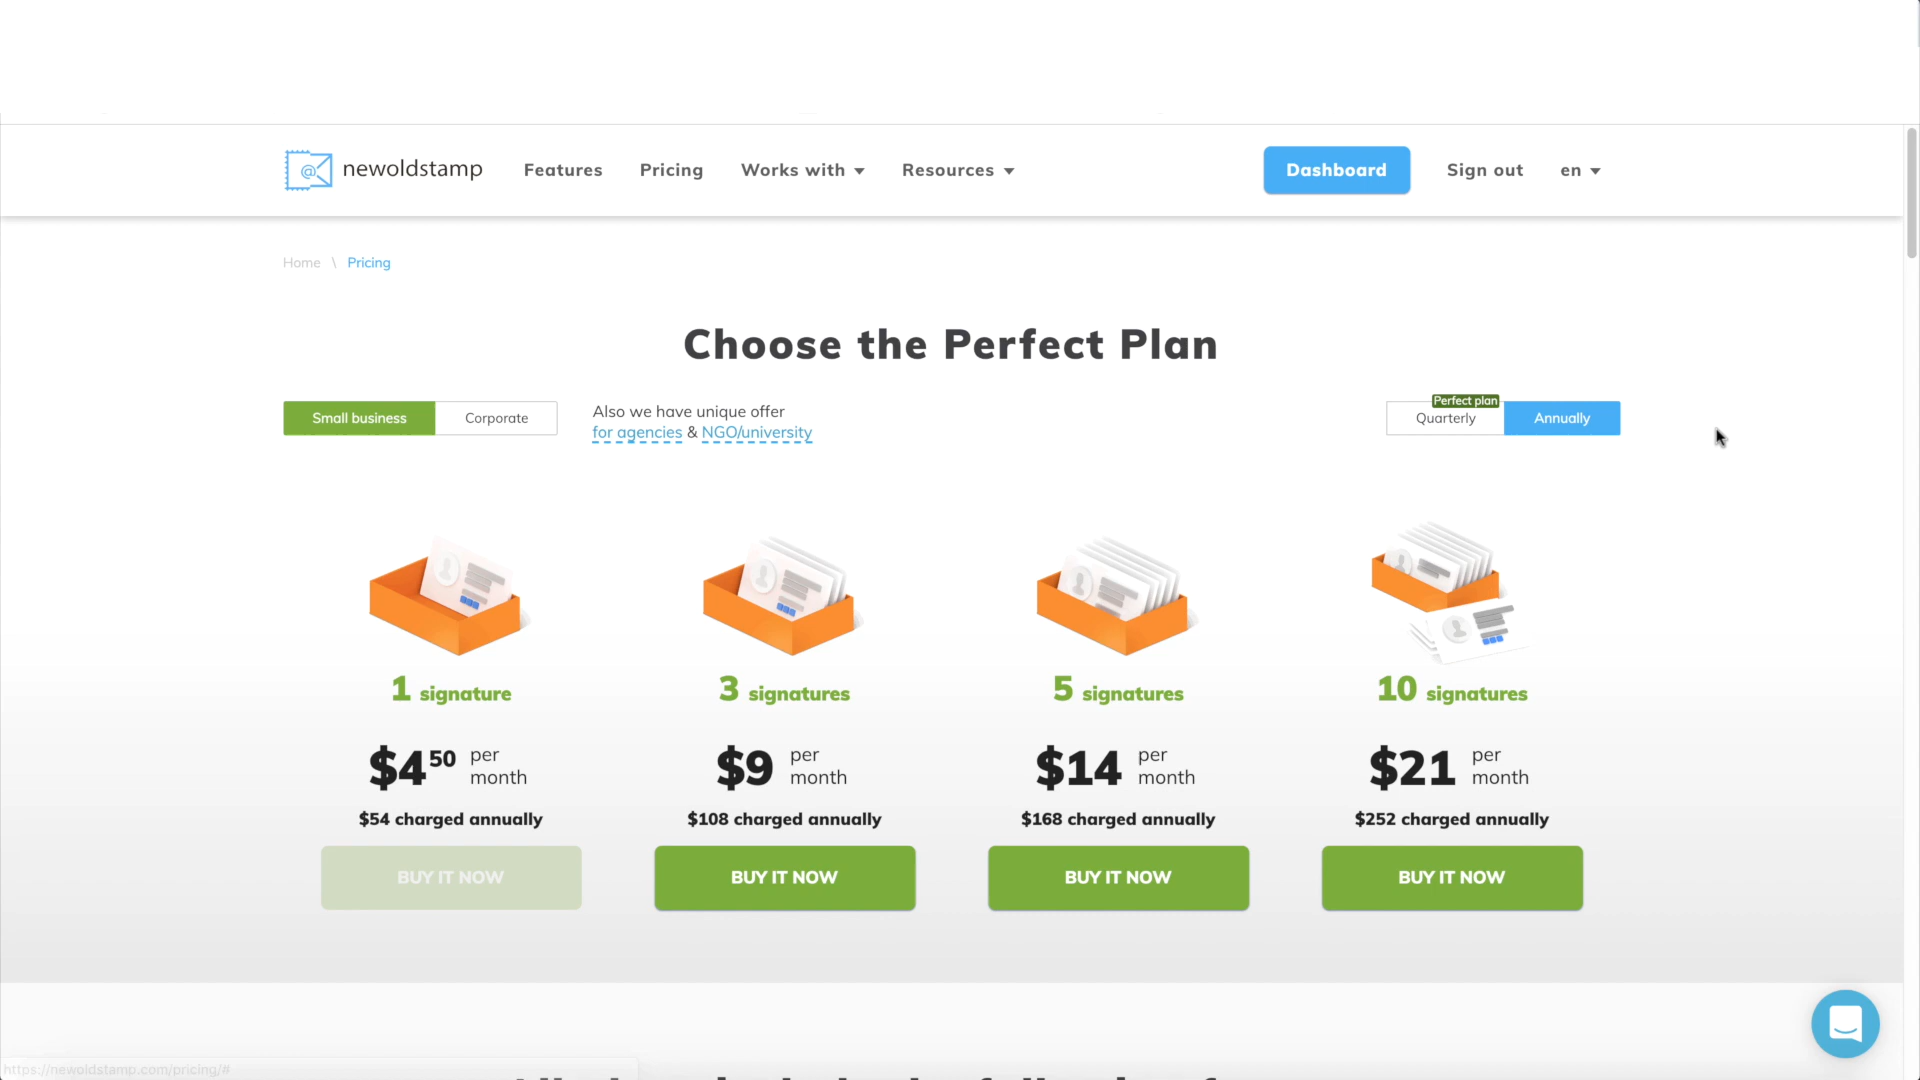 newoldstamp
Features
Pricing
Works with
Resources
Dashboard
Sign out
en
Home \ Pricing
Choose the Perfect Plan
Small business
Corporate
Also we have unique offer
for agencies & NGO/university
Perfect plan
Quarterly
Annually
1 signature
$4 50 per month
$54 charged annually
BUY IT NOW
3 signatures
$9 per month
$108 charged annually
BUY IT NOW
5 signatures
$14 per month
$168 charged annually
BUY IT NOW
10 signatures
$21 per month
$252 charged annually
BUY IT NOW
https://newoldstamp.com/pricing/#